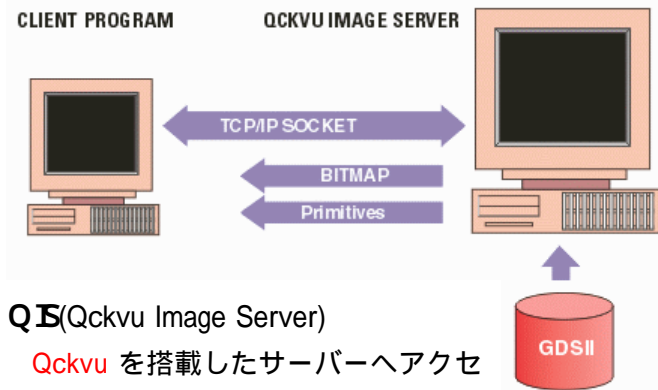 CLIENT PROGRAM
QCKVU IMAGE SERVER
TCP/IP SOCKET
BITMAP
Primitives
GDSII
QIS(Qckvu Image Server)
Qckvu を搭載したサーバーへアクセ